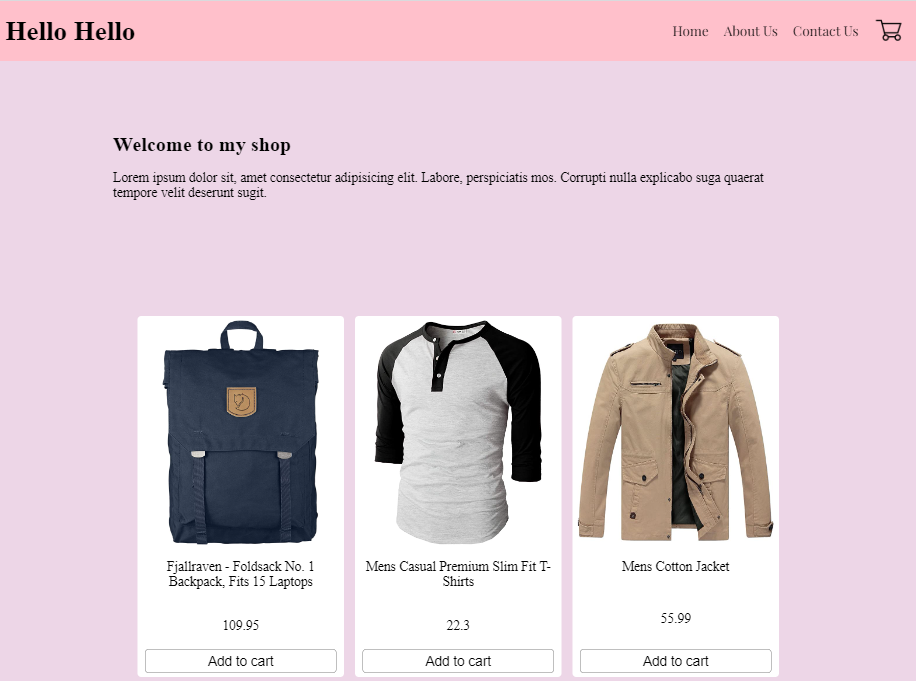 Hello Hello
Home About Us Contact Us
Welcome to my shop
Lorem ipsum dolor sit, amet consectetur adipisicing elit. Labore, perspiciatis mos. Corrupti nulla explicabo suga quaerat
tempore velit deserunt sugit.
Fjallraven - Foldsack No. 1
Backpack, Fits 15 Laptops
109.95
Add to cart
Mens Casual Premium Slim Fit T-
Shirts
22.3
Add to cart
Mens Cotton Jacket
55.99
Add to cart